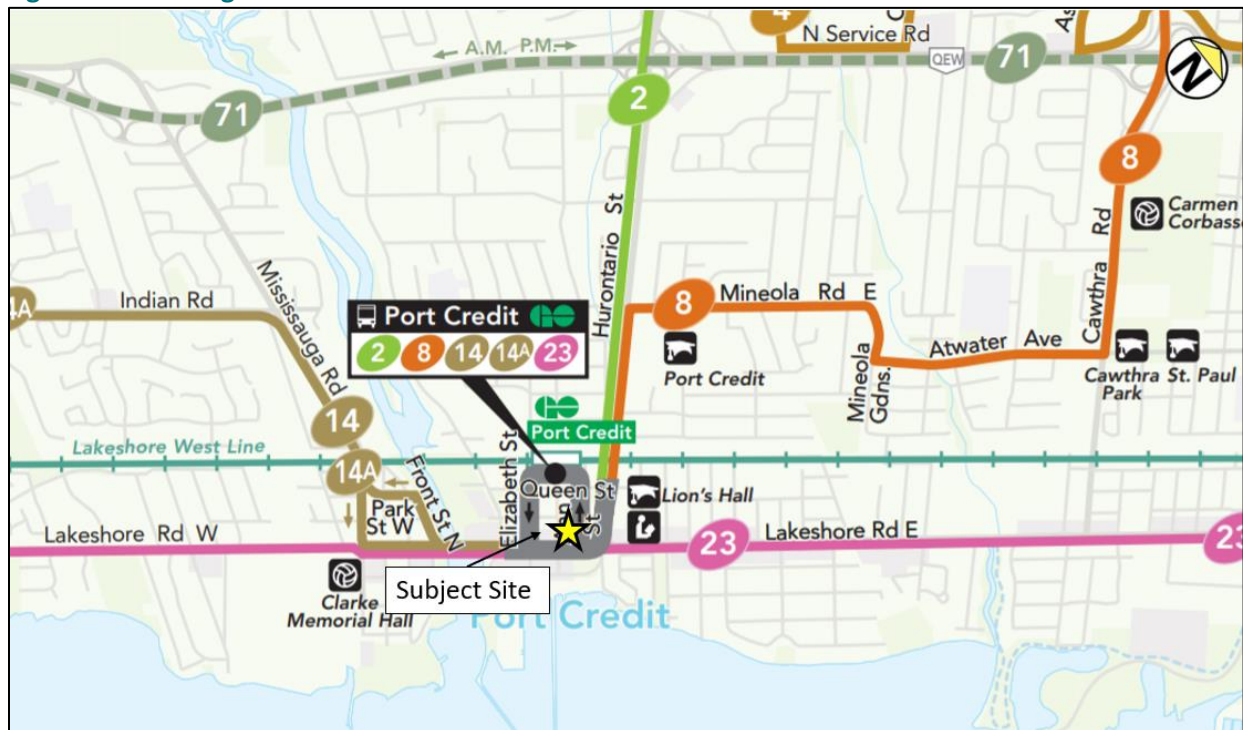 N Service Rd
A.M. P.M.
QEW
71
71
2
8
Carmen
Corbasso
Hurontario St
Cawthra Rd
Mississauga Rd
Indian Rd
Port Credit
2 8 14 14A 23
8
Mineola Rd E
Port Credit
Mineola
Gdns.
Atwater Ave
Cawthra
Park
St. Paul
14
Port Credit
Lakeshore West Line
14A
Front St N
Park
St W
Elizabeth St
Queen St
St
Lion's Hall
Lakeshore Rd W
23
Lakeshore Rd E
Subject Site
Clarke
Memorial Hall
Port Credit